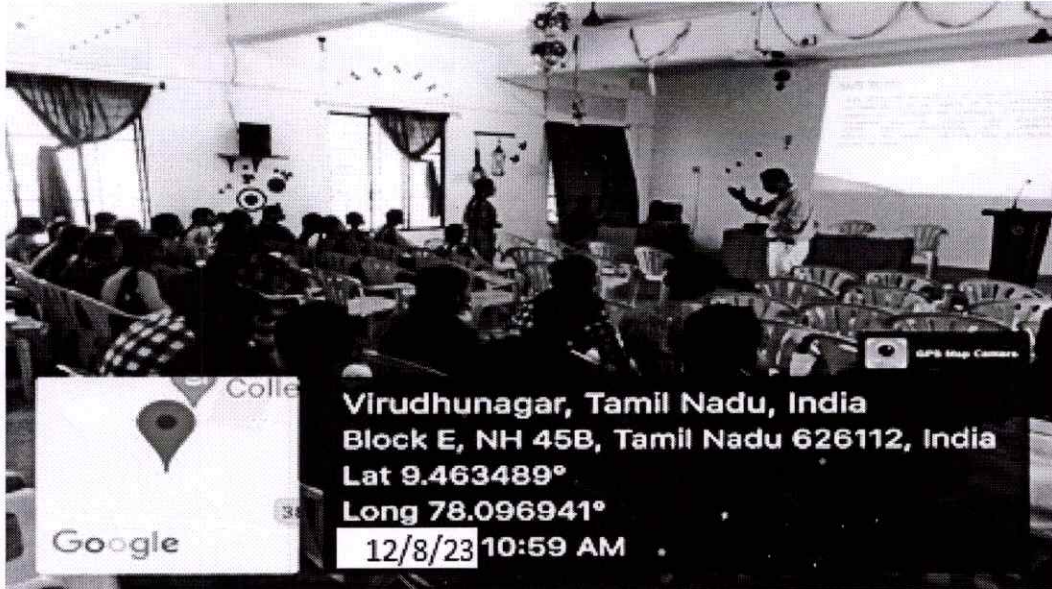 GPS Map Camera
Colle
Google
Virudhunagar, Tamil Nadu, India
Block E, NH 45B, Tamil Nadu 626112, India
Lat 9.463489°
Long 78.096941°
12/8/23 10:59 AM